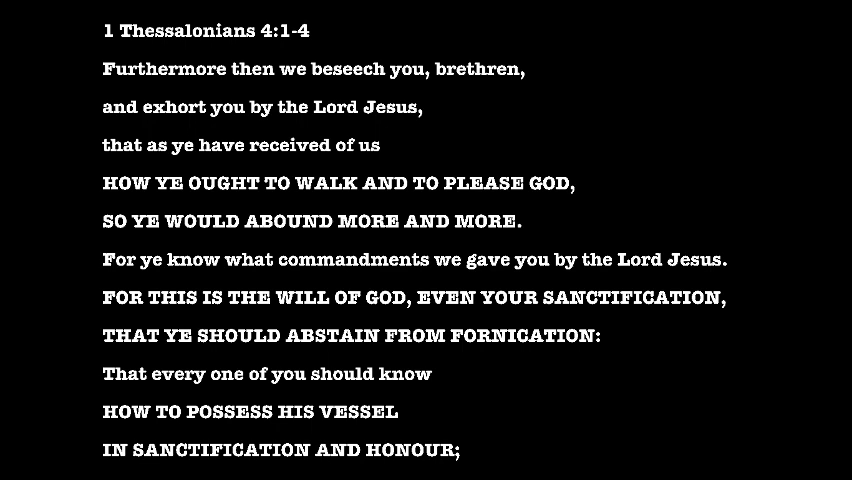 1 Thessalonians 4:1-4
Furthermore then we beseech you, brethren,
and exhort you by the Lord Jesus,
that as ye have received of us
HOW YE OUGHT TO WALK AND TO PLEASE GOD,
SO YE WOULD ABOUND MORE AND MORE.
For ye know what commandments we gave you by the Lord Jesus.
FOR THIS IS THE WILL OF GOD, EVEN YOUR SANCTIFICATION,
THAT YE SHOULD ABSTAIN FROM FORNICATION:
That every one of you should know
HOW TO POSSESS HIS VESSEL
IN SANCTIFICATION AND HONOUR;